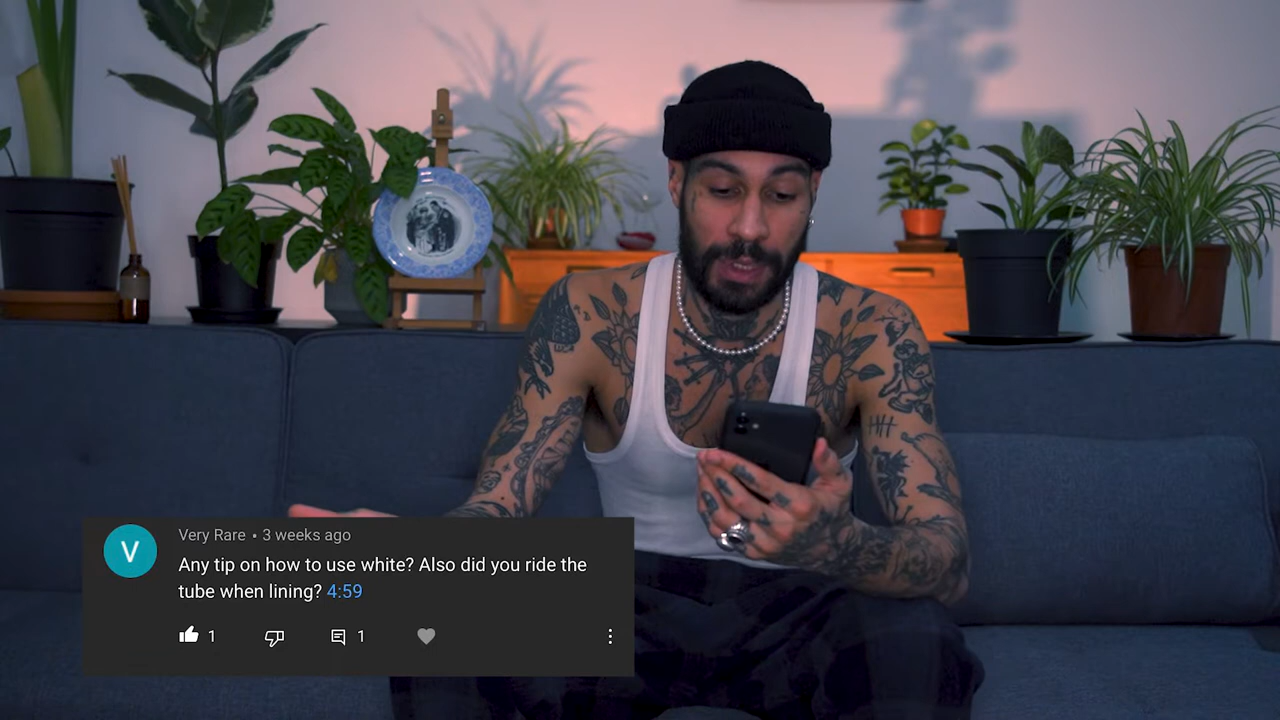 V
Very Rare • 3 weeks ago
Any tip on how to use white? Also did you ride the
tube when lining? 4:59
1
1